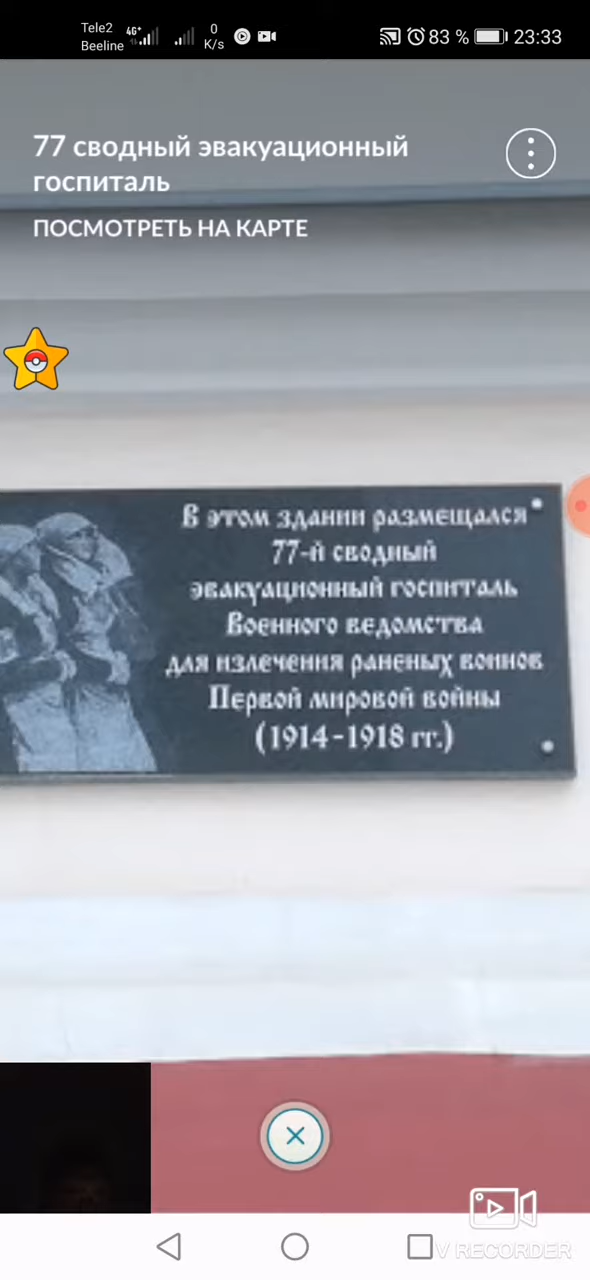 Tele2
Beeline
4G+
0
K/s
83 %
23:33
77 сводный эвакуационный
госпиталь
ПОСМОТРЕТЬ НА КАРТЕ
В этом здании размещался
77-й сводный
эвакуационный госпиталь
Военного ведомства
для излечения раненых воинов
Первой мировой войны
(1914-1918 гг.)
V RECORDER